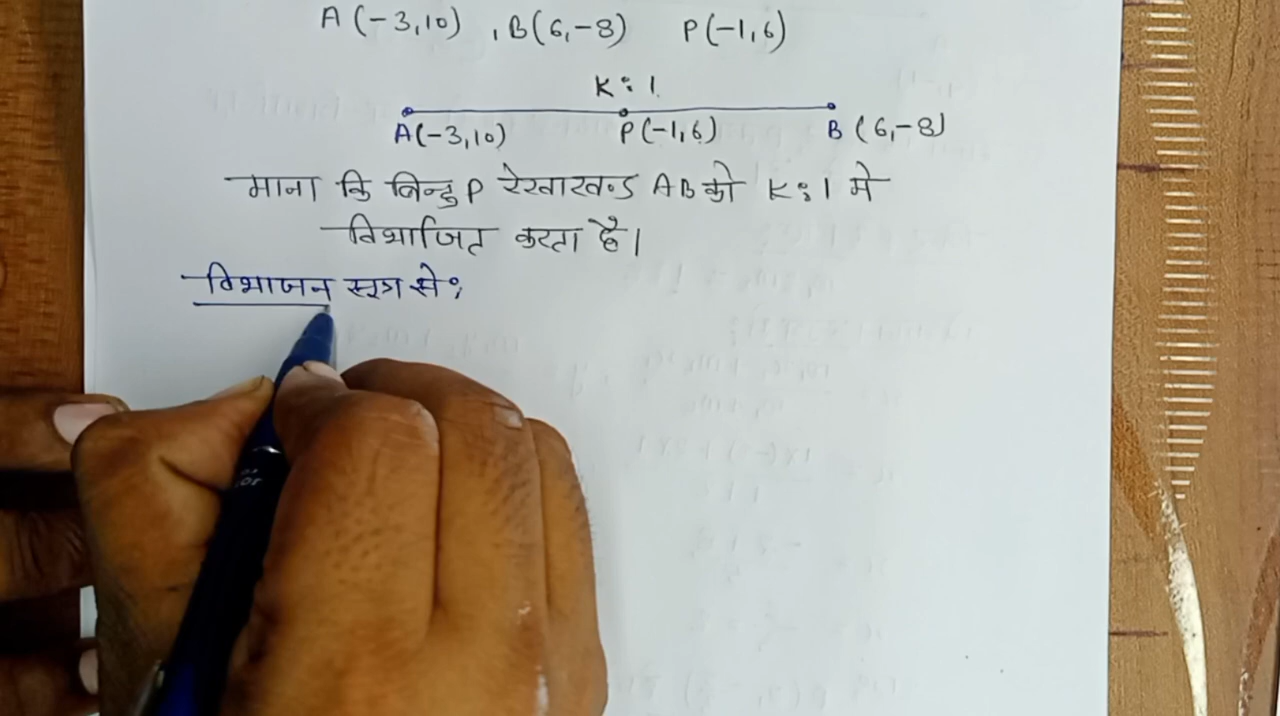 A(-3,10) , B(6,-8) P(-1,6)
K:1
A(-3,10) P(-1,6) B (6,-8)
माना कि बिन्दु P रेखाखण्ड AB को K:1 मे
विभाजित करता है।
विभाजन सूत्र से: